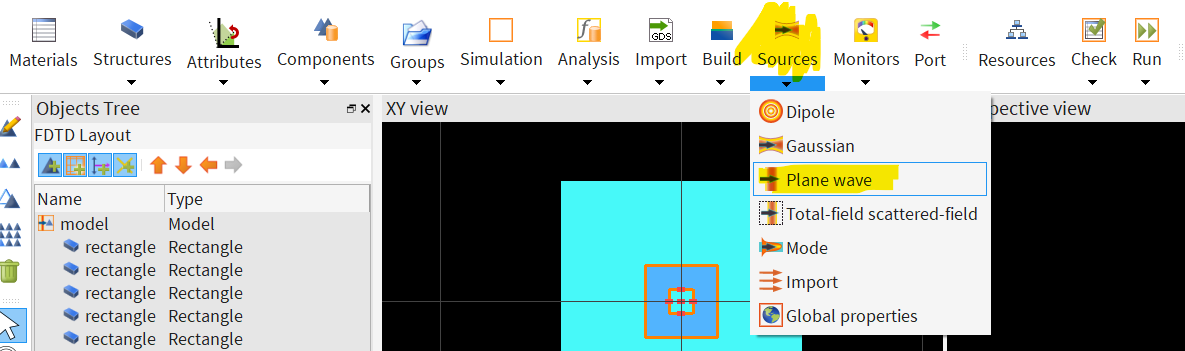 GDS
Materials Structures Attributes Components Groups Simulation Analysis Import Build Sources Monitors Port Resources Check Run
Objects Tree
XY view
pective view
FDTD Layout
Name Type
model Model
rectangle Rectangle
rectangle Rectangle
rectangle Rectangle
rectangle Rectangle
rectangle Rectangle
Dipole
Gaussian
Plane wave
Total-field scattered-field
Mode
Import
Global properties